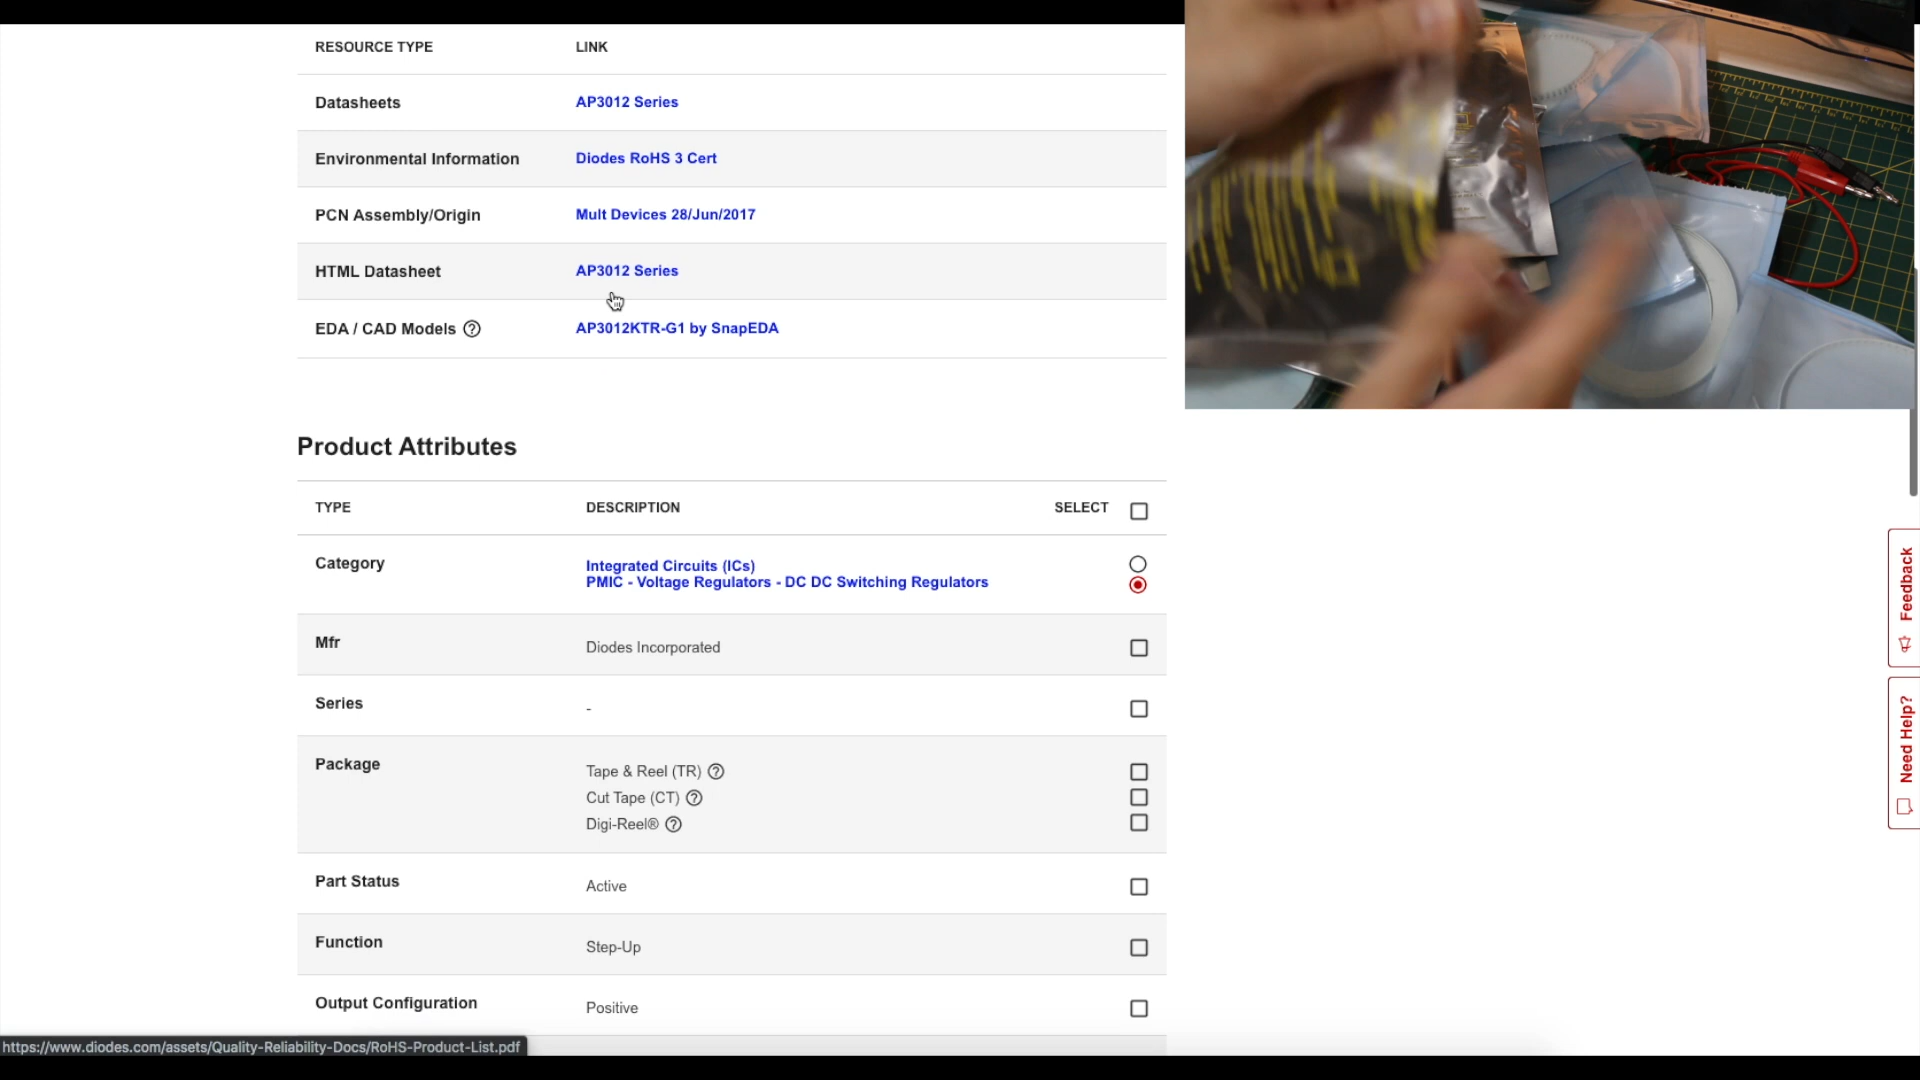 RESOURCE TYPE LINK
Datasheets AP3012 Series
Environmental Information Diodes RoHS 3 Cert
PCN Assembly/Origin Mult Devices 28/Jun/2017
HTML Datasheet AP3012 Series
EDA / CAD Models AP3012KTR-G1 by SnapEDA
Product Attributes
TYPE DESCRIPTION SELECT
Category Integrated Circuits (ICs)
PMIC - Voltage Regulators - DC DC Switching Regulators
Mfr Diodes Incorporated
Series -
Package Tape & Reel (TR)
Cut Tape (CT)
Digi-Reel®
Part Status Active
Function Step-Up
Output Configuration Positive
https://www.diodes.com/assets/Quality-Reliability-Docs/RoHS-Product-List.pdf
Feedback
Need Help?